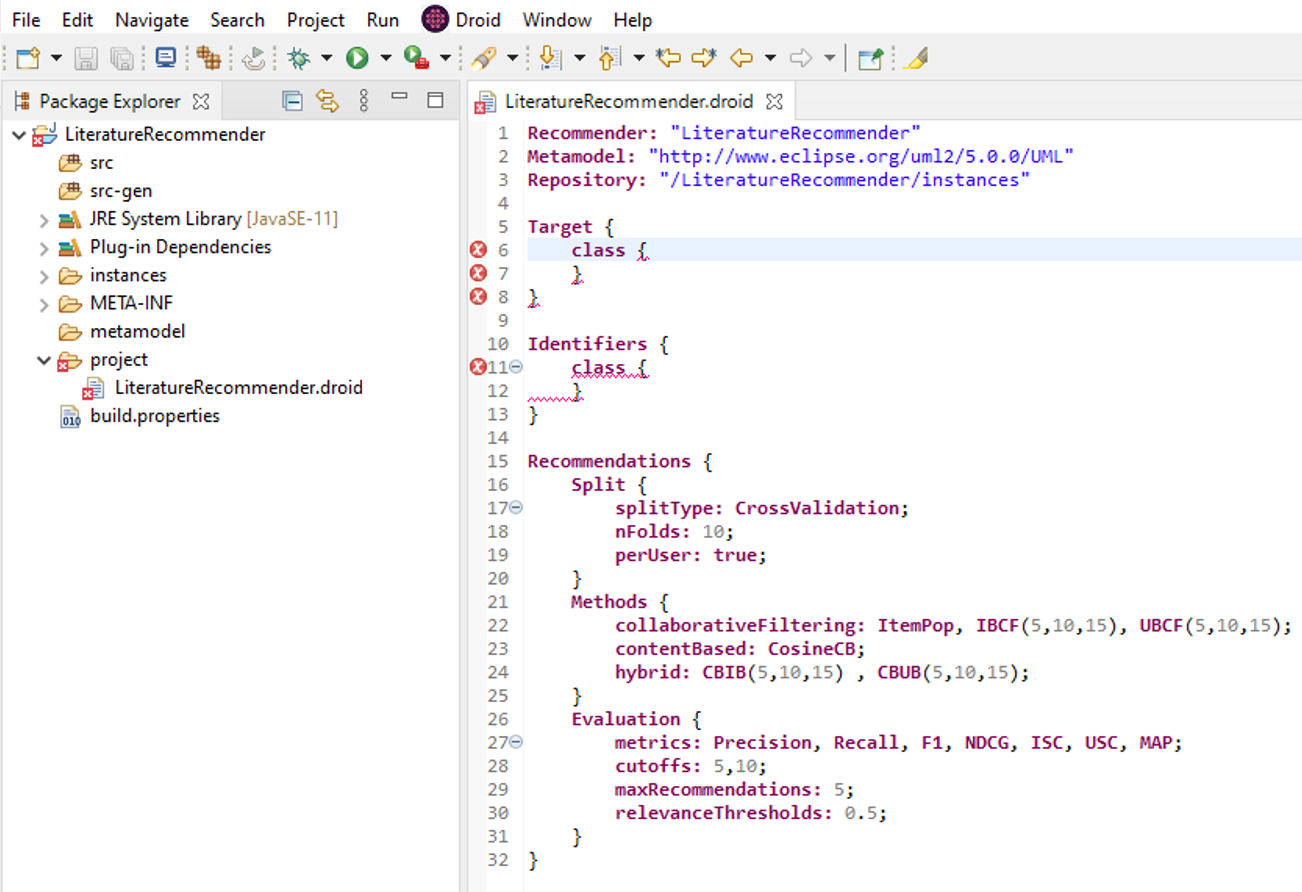 File Edit Navigate Search Project Run Droid Window Help
Package Explorer
LiteratureRecommender
src
src-gen
JRE System Library [JavaSE-11]
Plug-in Dependencies
instances
META-INF
metamodel
project
LiteratureRecommender.droid
build.properties
LiteratureRecommender.droid
1 Recommender: "LiteratureRecommender"
2 Metamodel: "http://www.eclipse.org/uml2/5.0.0/UML"
3 Repository: "/LiteratureRecommender/instances"
4
5 Target {
6 class {
7 }
8 }
9
10 Identifiers {
11 class {
12 }
13 }
14
15 Recommendations {
16 Split {
17 splitType: CrossValidation;
18 nFolds: 10;
19 perUser: true;
20 }
21 Methods {
22 collaborativeFiltering: ItemPop, IBCF(5,10,15), UBCF(5,10,15);
23 contentBased: CosineCB;
24 hybrid: CBIB(5,10,15) , CBUB(5,10,15);
25 }
26 Evaluation {
27 metrics: Precision, Recall, F1, NDCG, ISC, USC, MAP;
28 cutoffs: 5,10;
29 maxRecommendations: 5;
30 relevanceThresholds: 0.5;
31 }
32 }